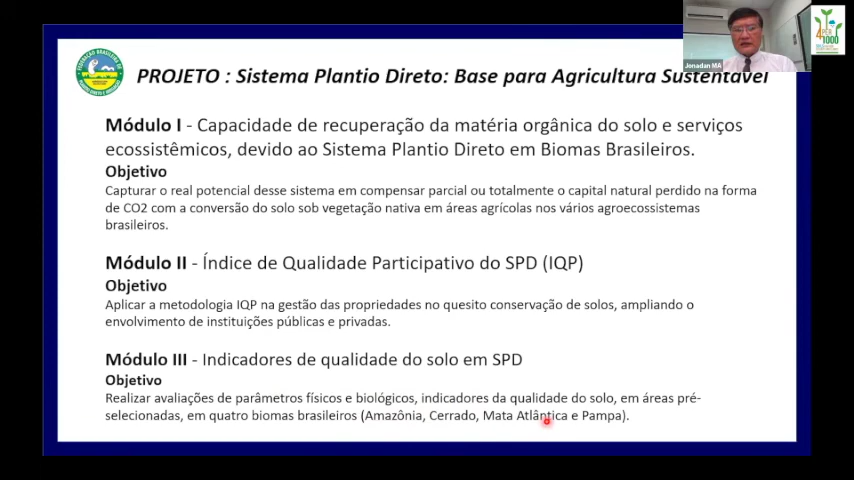 PROJETO : Sistema Plantio Direto: Base para Agricultura Sustentável
Jonadan MA
4 PER
1000
Módulo I - Capacidade de recuperação da matéria orgânica do solo e serviços
ecossistêmicos, devido ao Sistema Plantio Direto em Biomas Brasileiros.
Objetivo
Capturar o real potencial desse sistema em compensar parcial ou totalmente o capital natural perdido na forma
de CO2 com a conversão do solo sob vegetação nativa em áreas agrícolas nos vários agroecossistemas
brasileiros.
Módulo II - Índice de Qualidade Participativo do SPD (IQP)
Objetivo
Aplicar a metodologia IQP na gestão das propriedades no quesito conservação de solos, ampliando o
envolvimento de instituições públicas e privadas.
Módulo III - Indicadores de qualidade do solo em SPD
Objetivo
Realizar avaliações de parâmetros físicos e biológicos, indicadores da qualidade do solo, em áreas pré-
selecionadas, em quatro biomas brasileiros (Amazônia, Cerrado, Mata Atlântica e Pampa).